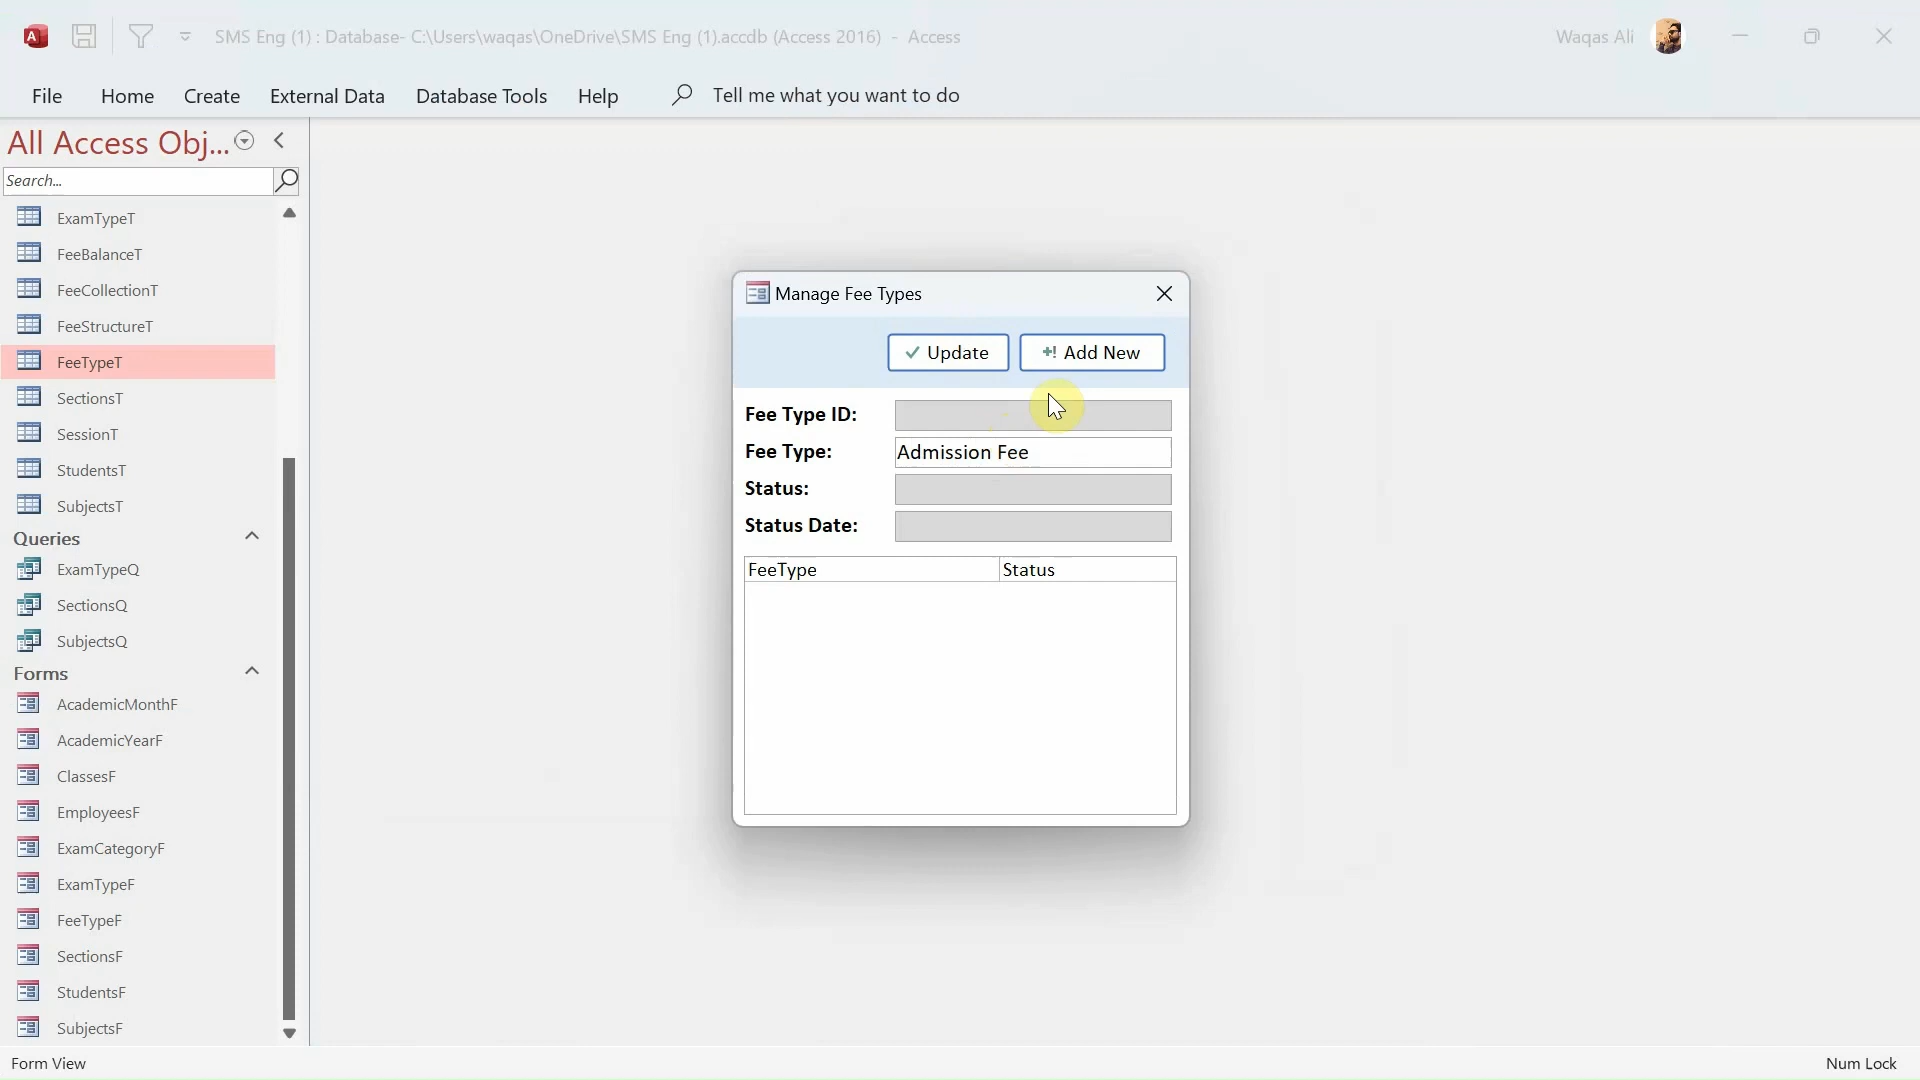 SMS Eng (1) : Database- C:\Users\waqas\OneDrive\SMS Eng (1).accdb (Access 2016) - Access
Waqas Ali
File Home Create External Data Database Tools Help Tell me what you want to do
All Access Obj...
Search...
ExamTypeT
FeeBalanceT
FeeCollectionT
FeeStructureT
FeeTypeT
SectionsT
SessionT
StudentsT
SubjectsT
Queries
ExamTypeQ
SectionsQ
SubjectsQ
Forms
AcademicMonthF
AcademicYearF
ClassesF
EmployeesF
ExamCategoryF
ExamTypeF
FeeTypeF
SectionsF
StudentsF
SubjectsF
Manage Fee Types
Update Add New
Fee Type ID:
Fee Type: Admission Fee
Status:
Status Date:
FeeType Status
Form View
Num Lock